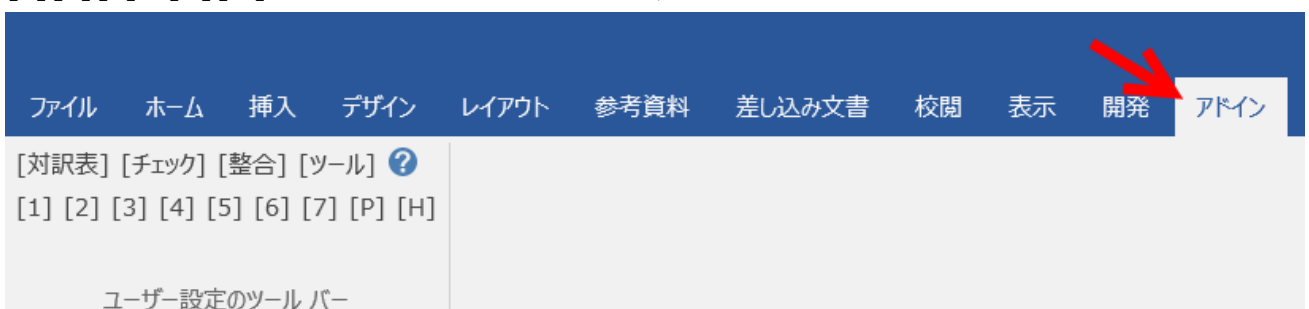 ファイル ホーム 挿入 デザイン レイアウト 参考資料 差し込み文書 校閲 表示 開発 アドイン
[対訳表] [チェック] [整合] [ツール] ?
[1] [2] [3] [4] [5] [6] [7] [P] [H]
ユーザー設定のツール バー